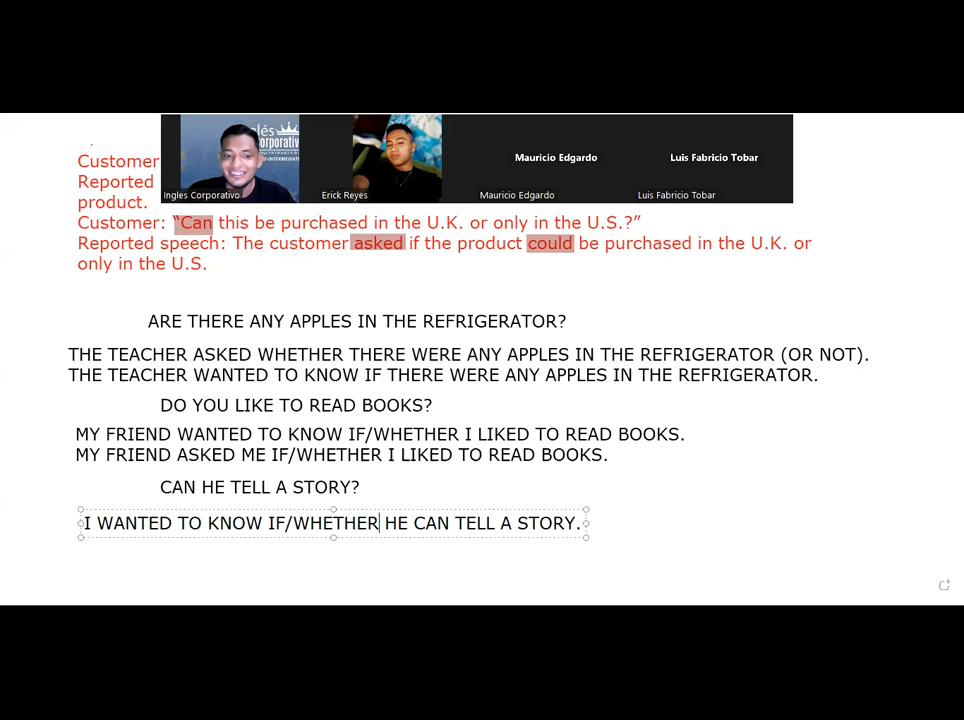 Customer
Reported
product.
glés
orporativo
S-INTERMEDIATE
Ingles Corporativo
Erick Reyes
Mauricio Edgardo
Mauricio Edgardo
Luis Fabricio Tobar
Luis Fabricio Tobar
Customer: “Can this be purchased in the U.K. or only in the U.S.?”
Reported speech: The customer asked if the product could be purchased in the U.K. or
only in the U.S.
ARE THERE ANY APPLES IN THE REFRIGERATOR?
THE TEACHER ASKED WHETHER THERE WERE ANY APPLES IN THE REFRIGERATOR (OR NOT).
THE TEACHER WANTED TO KNOW IF THERE WERE ANY APPLES IN THE REFRIGERATOR.
DO YOU LIKE TO READ BOOKS?
MY FRIEND WANTED TO KNOW IF/WHETHER I LIKED TO READ BOOKS.
MY FRIEND ASKED ME IF/WHETHER I LIKED TO READ BOOKS.
CAN HE TELL A STORY?
I WANTED TO KNOW IF/WHETHER HE CAN TELL A STORY.